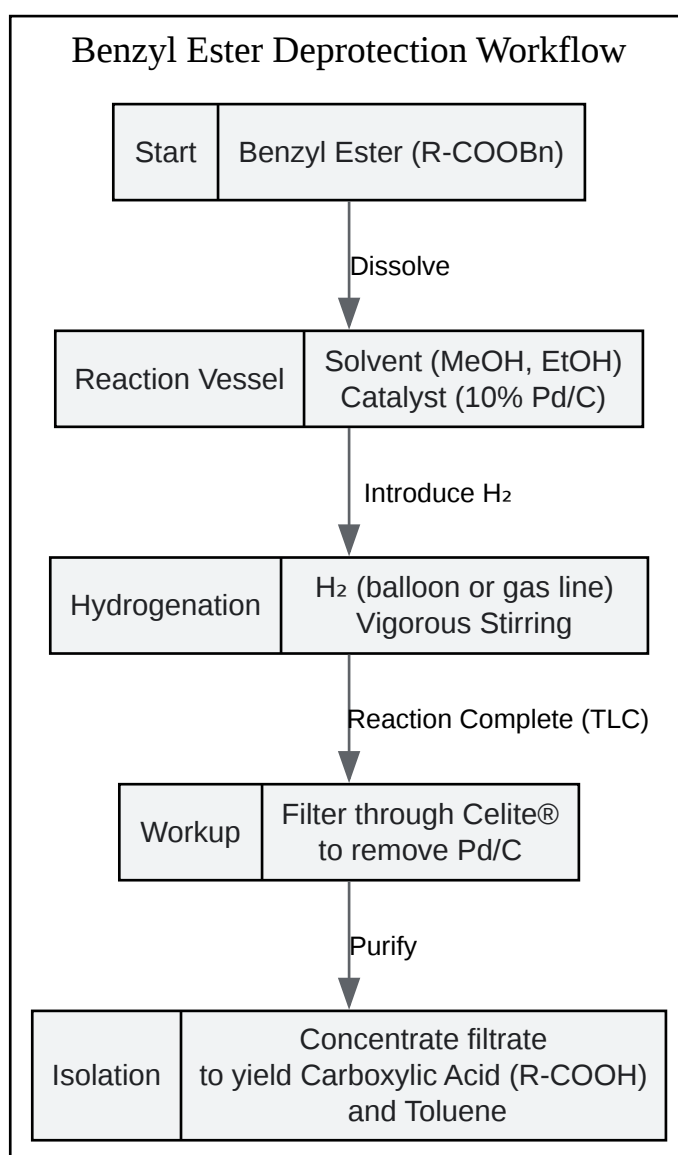 Benzyl Ester Deprotection Workflow
Start
Benzyl Ester (R-COOBn)
Dissolve
Reaction Vessel
Solvent (MeOH, EtOH)
Catalyst (10% Pd/C)
Introduce H₂
Hydrogenation
H₂ (balloon or gas line)
Vigorous Stirring
Reaction Complete (TLC)
Workup
Filter through Celite®
to remove Pd/C
Purify
Isolation
Concentrate filtrate
to yield Carboxylic Acid (R-COOH)
and Toluene